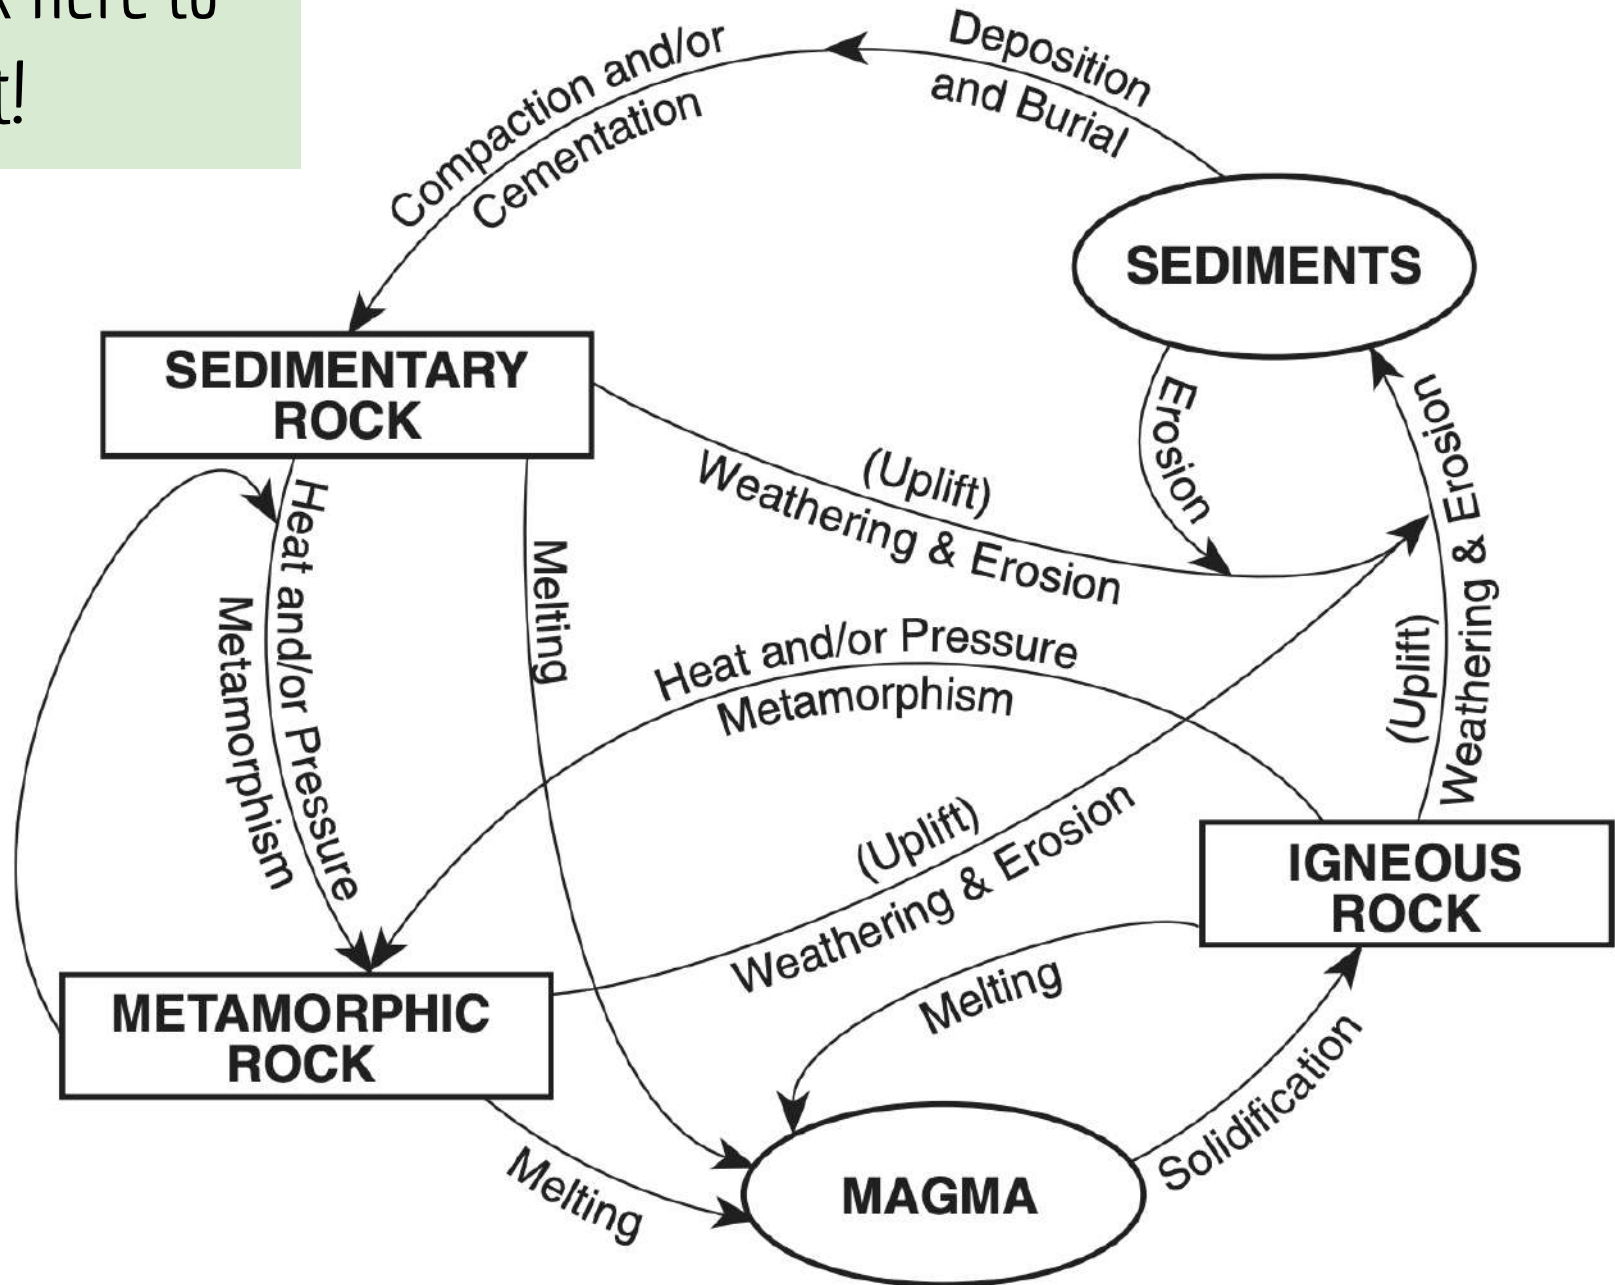 here to
t!
Deposition
and Burial
Compaction and/or
Cementation
SEDIMENTS
SEDIMENTARY
ROCK
Erosion
(Uplift)
Weathering & Erosion
(Uplift)
Weathering & Erosion
Heat and/or Pressure
Metamorphism
Melting
Heat and/or Pressure
Metamorphism
(Uplift)
Weathering & Erosion
IGNEOUS
ROCK
Melting
METAMORPHIC
ROCK
Solidification
Melting
MAGMA